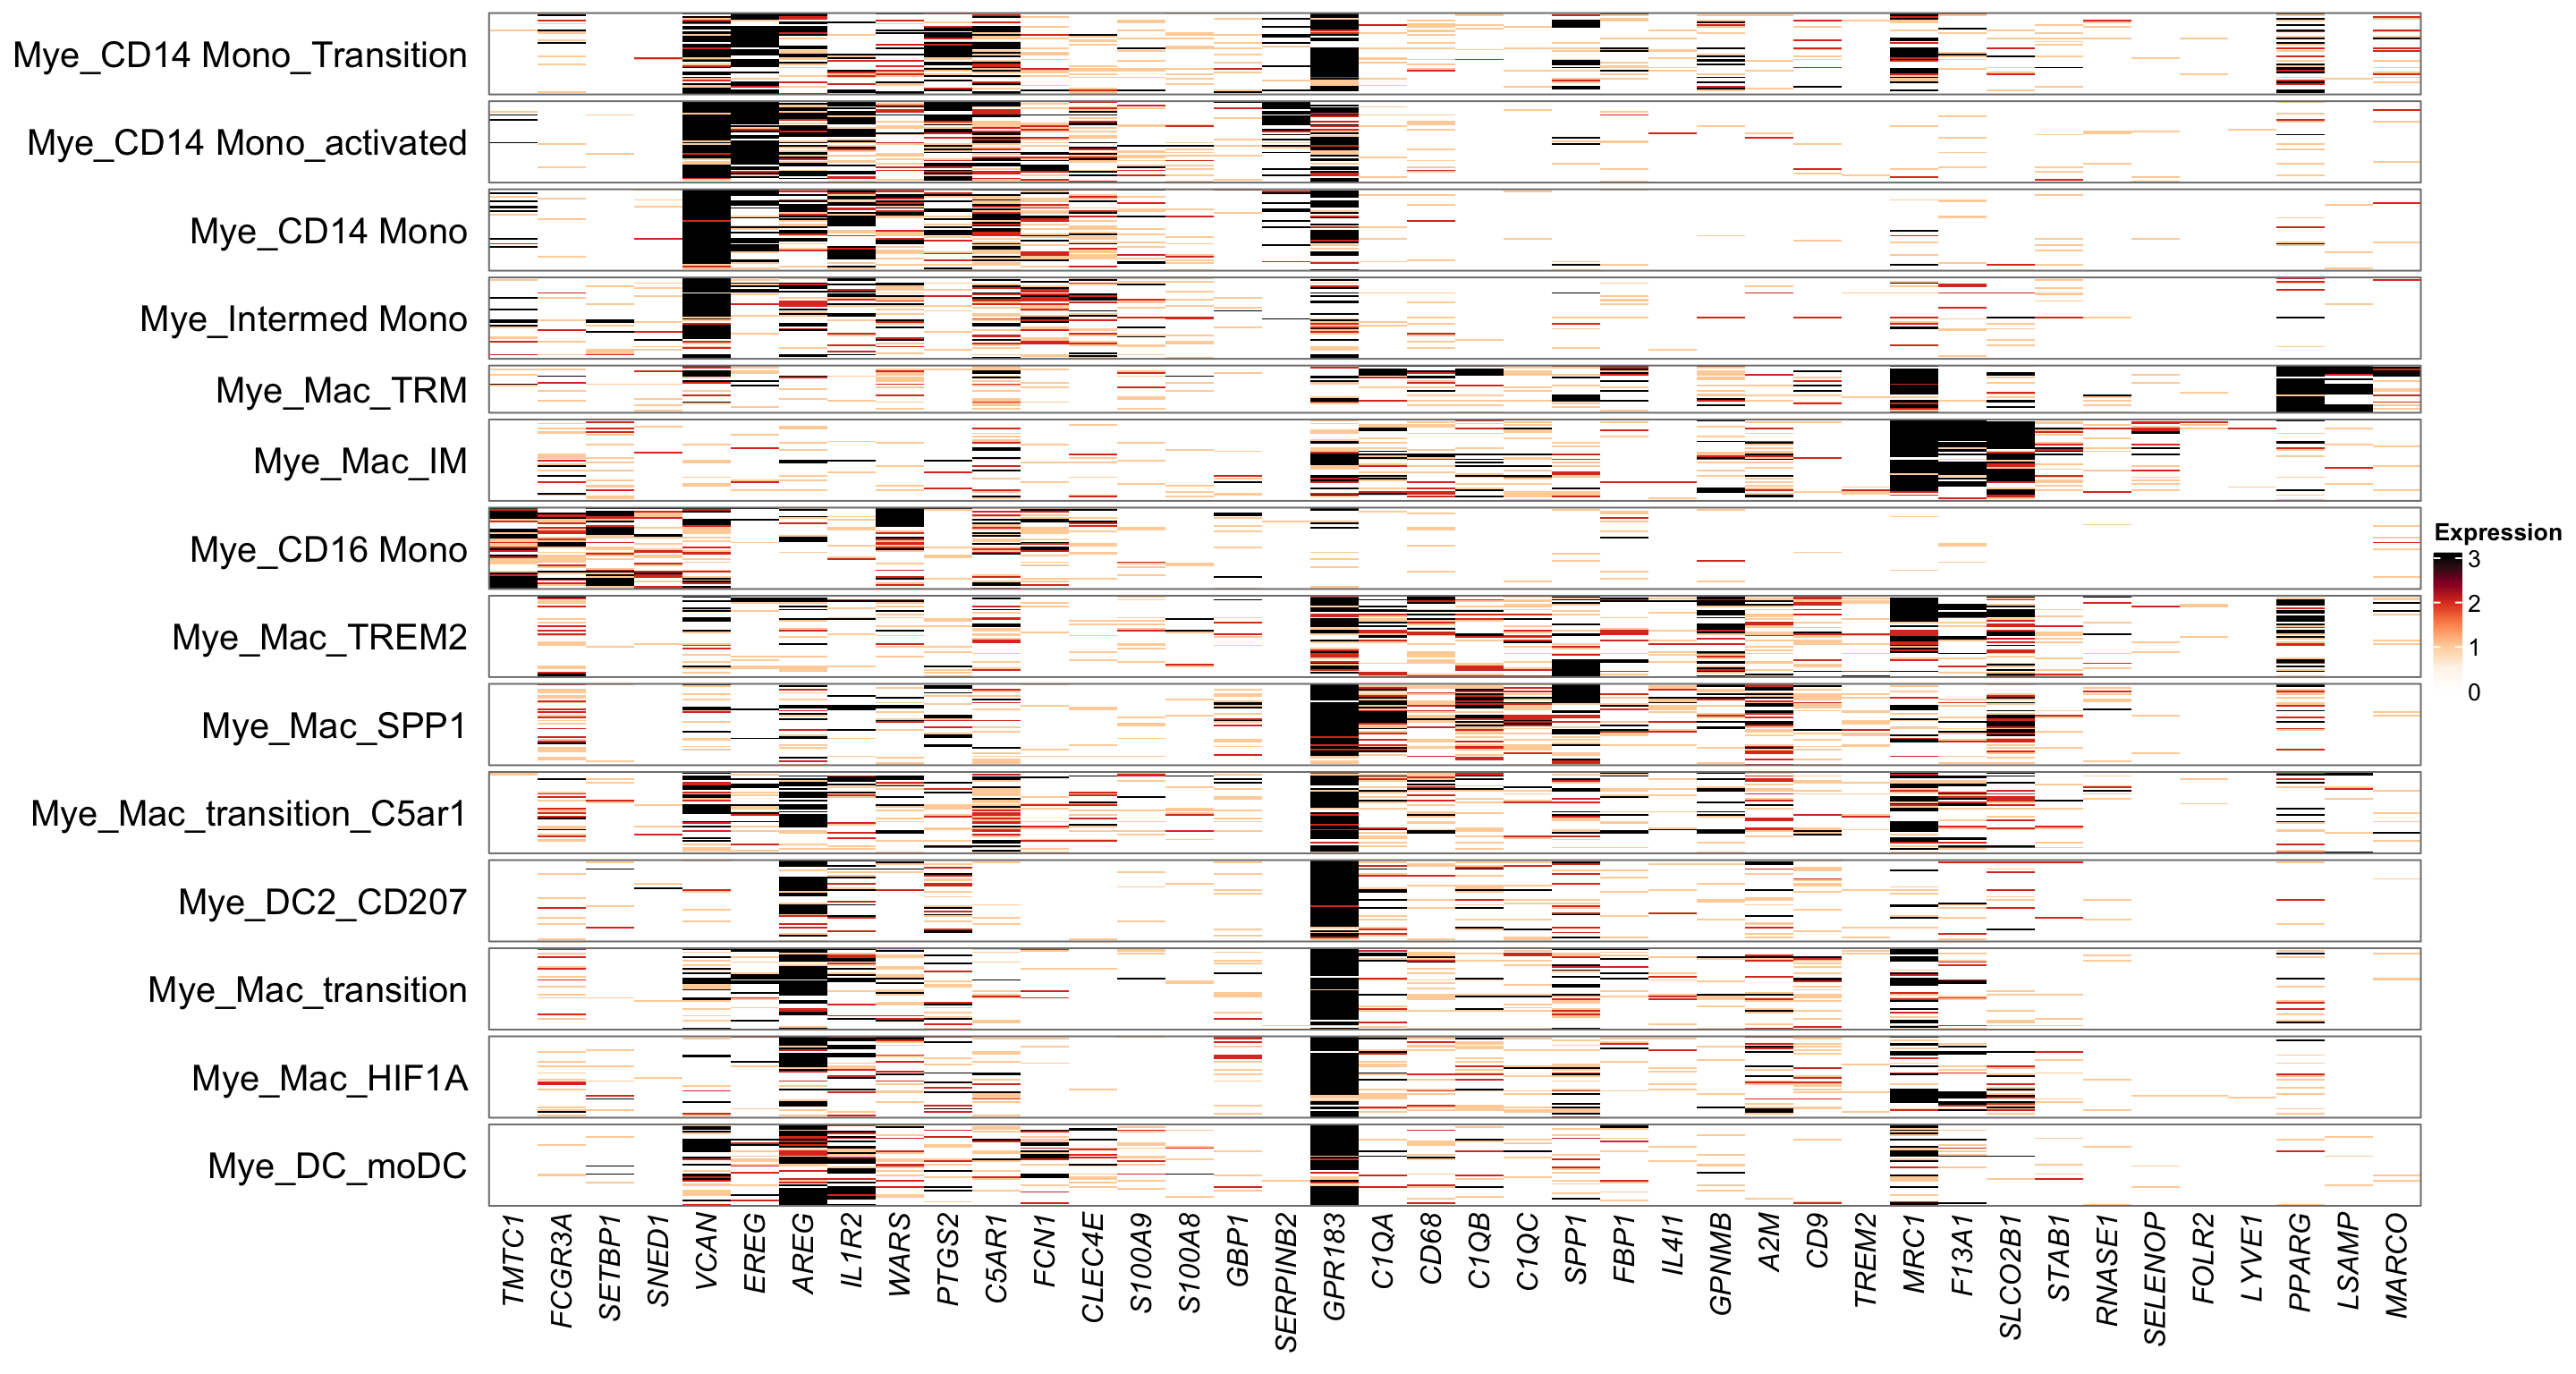 Mye_CD14 Mono_Transition
Mye_CD14 Mono_activated
Mye_CD14 Mono
Mye_Intermed Mono
Mye_Mac_TRM
Mye_Mac_IM
Mye_CD16 Mono
Mye_Mac_TREM2
Mye_Mac_SPP1
Mye_Mac_transition_C5ar1
Mye_DC2_CD207
Mye_Mac_transition
Mye_Mac_HIF1A
Mye_DC_moDC
Expression
3
2
1
0
TMTC1
FCGR3A
SETBP1
SNED1
VCAN
EREG
AREG
IL1R2
WARS
PTGS2
C5AR1
FCN1
CLEC4E
S100A9
S100A8
GBP1
SERPINB2
GPR183
C1QA
CD68
C1QB
C1QC
SPP1
FBP1
IL4I1
GPNMB
A2M
CD9
TREM2
MRC1
F13A1
SLCO2B1
STAB1
RNASE1
SELENOP
FOLR2
LYVE1
PPARG
LSAMP
MARCO